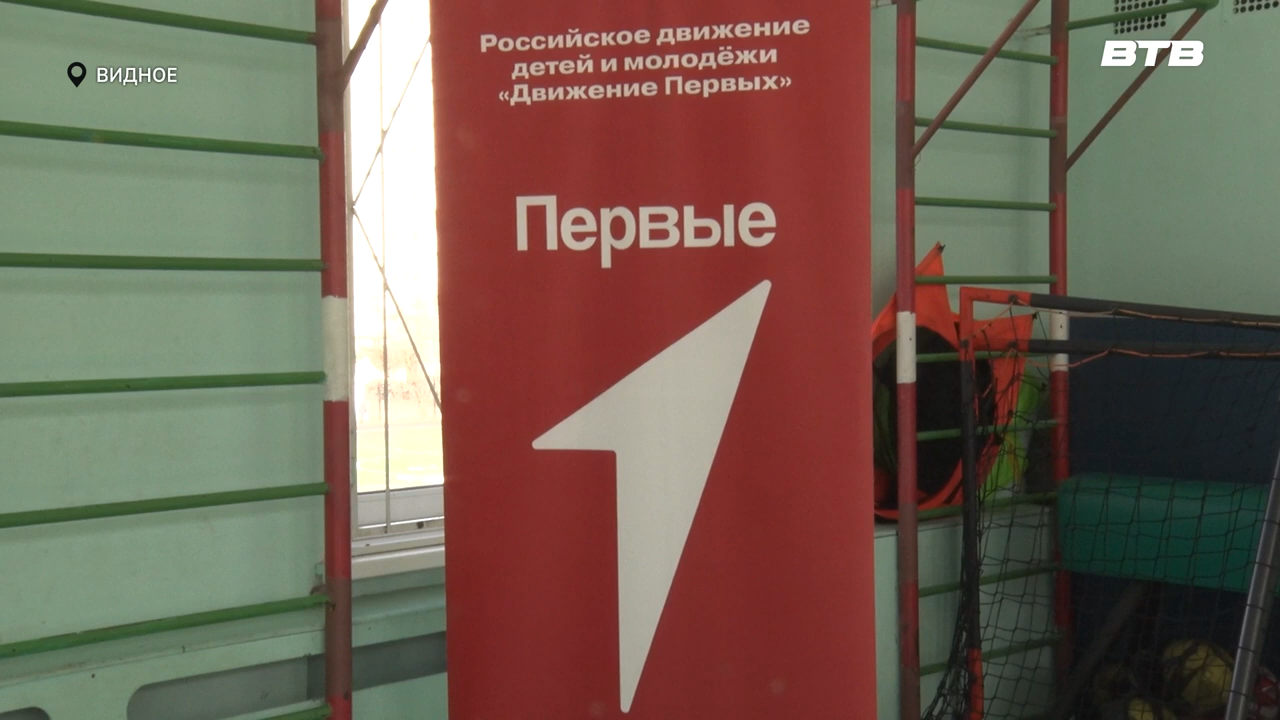 ВИДНОЕ
ВТВ
Российское движение
детей и молодёжи
«Движение Первых»
Первые